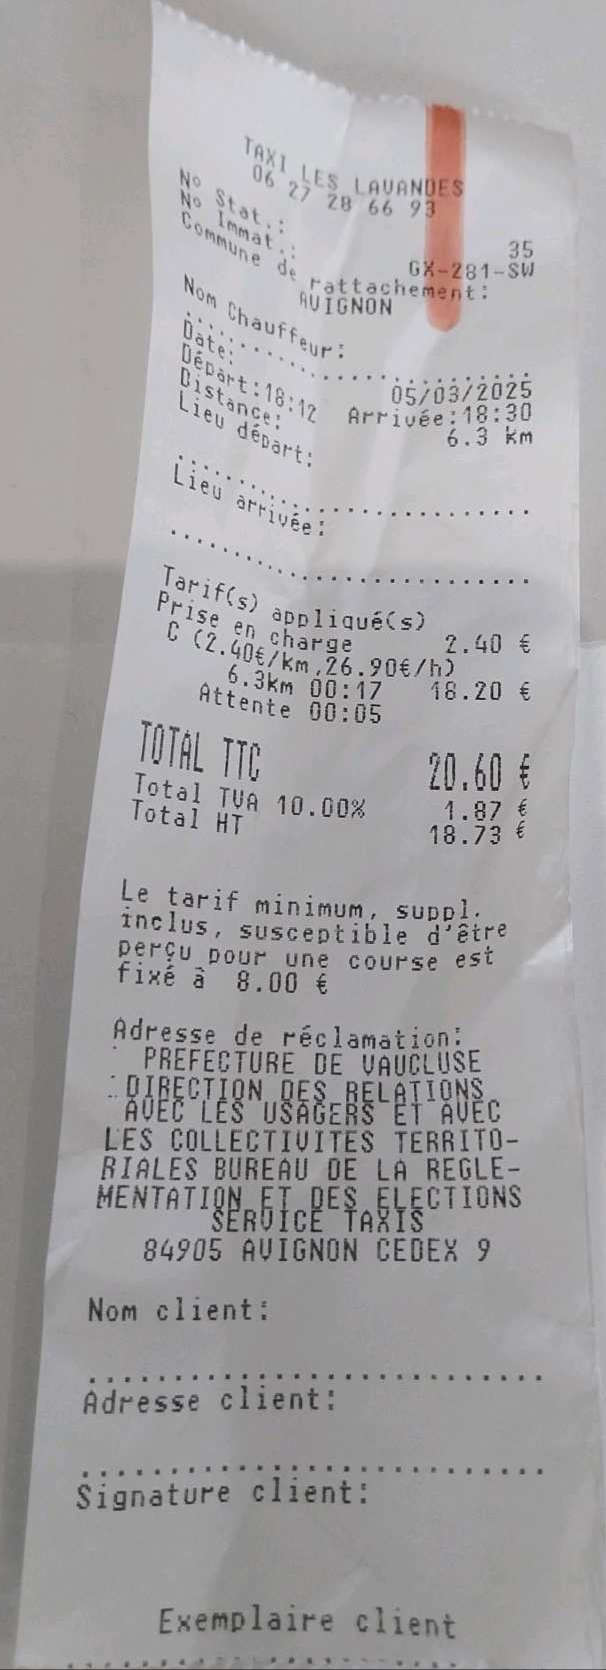 TAXI LES LAVANDES
06 27 28 66 93
No Stat.: 35
No Immat.: GX-281-SW
Commune de rattachement:
AVIGNON
Nom Chauffeur:
Date: 05/03/2025
Départ:18:12 Arrivée:18:30
Distance: 6.3 km
Lieu départ:
Lieu arrivée:
Tarif(s) appliqué(s)
Prise en charge 2.40 €
C (2.40€/km,26.90€/h)
6.3km 00:17 18.20 €
Attente 00:05
TOTAL TTC 20.60 €
Total TVA 10.00% 1.87 €
Total HT 18.73 €
Le tarif minimum, suppl.
inclus, susceptible d'être
perçu pour une course est
fixé à 8.00 €
Adresse de réclamation:
PREFECTURE DE VAUCLUSE
DIRECTION DES RELATIONS
AVEC LES USAGERS ET AVEC
LES COLLECTIVITES TERRITO-
RIALES BUREAU DE LA REGLE-
MENTATION ET DES ELECTIONS
SERVICE TAXIS
84905 AVIGNON CEDEX 9
Nom client:
Adresse client:
Signature client:
Exemplaire client